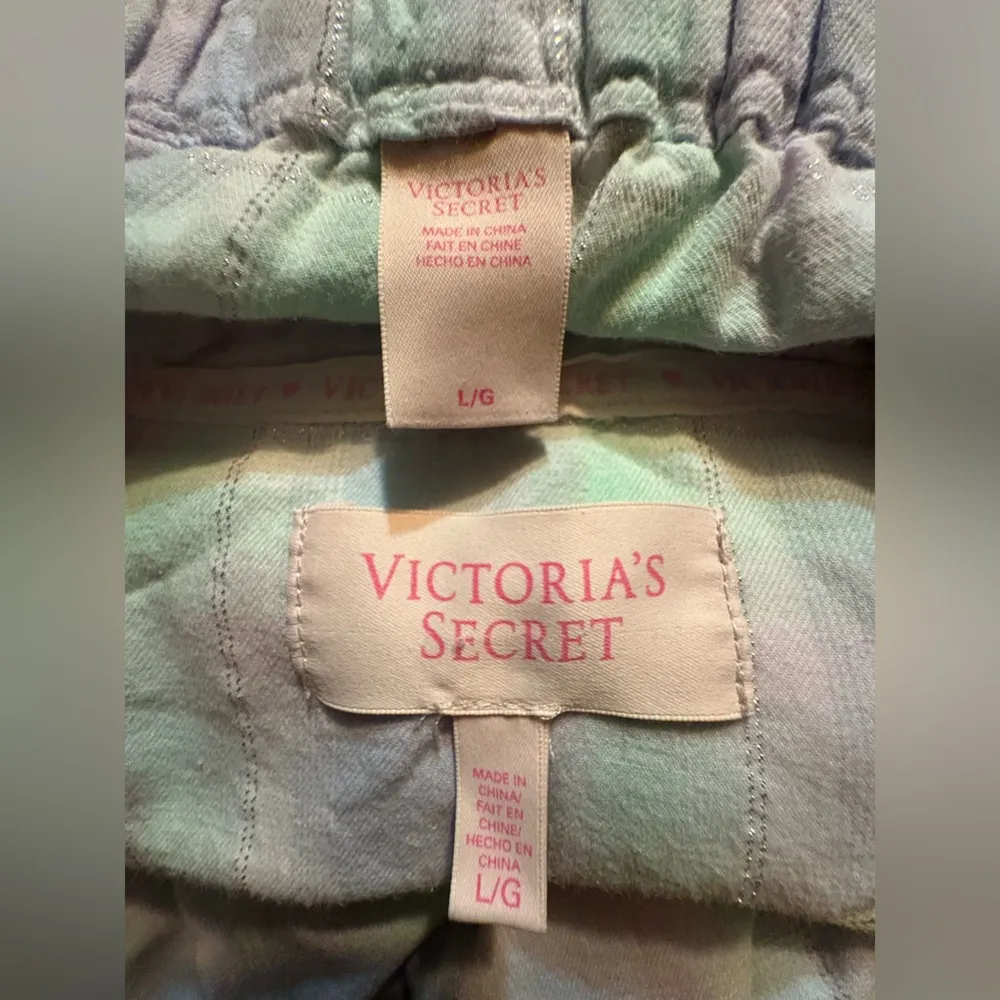 VICTORIA'S
SECRET
MADE IN CHINA
FAIT EN CHINE
HECHO EN CHINA
L/G
VICTORIA'S
SECRET
MADE IN
CHINA/
FAIT EN
CHINE/
HECHO EN
CHINA
L/G